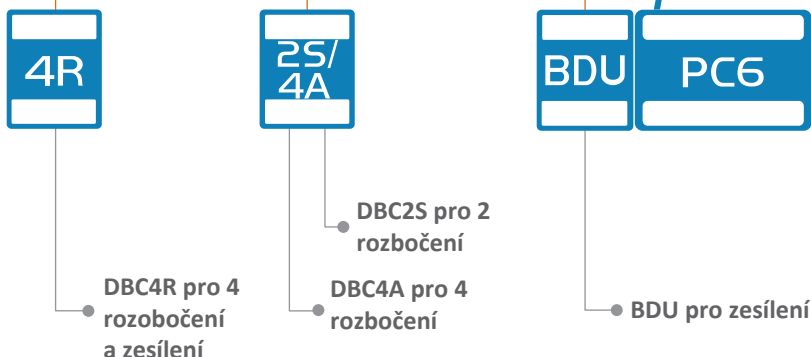 4R
2S/
4A
BDU
PC6
DBC2S pro 2
rozbočení
DBC4R pro 4
rozobočení
a zesílení
DBC4A pro 4
rozbočení
BDU pro zesílení